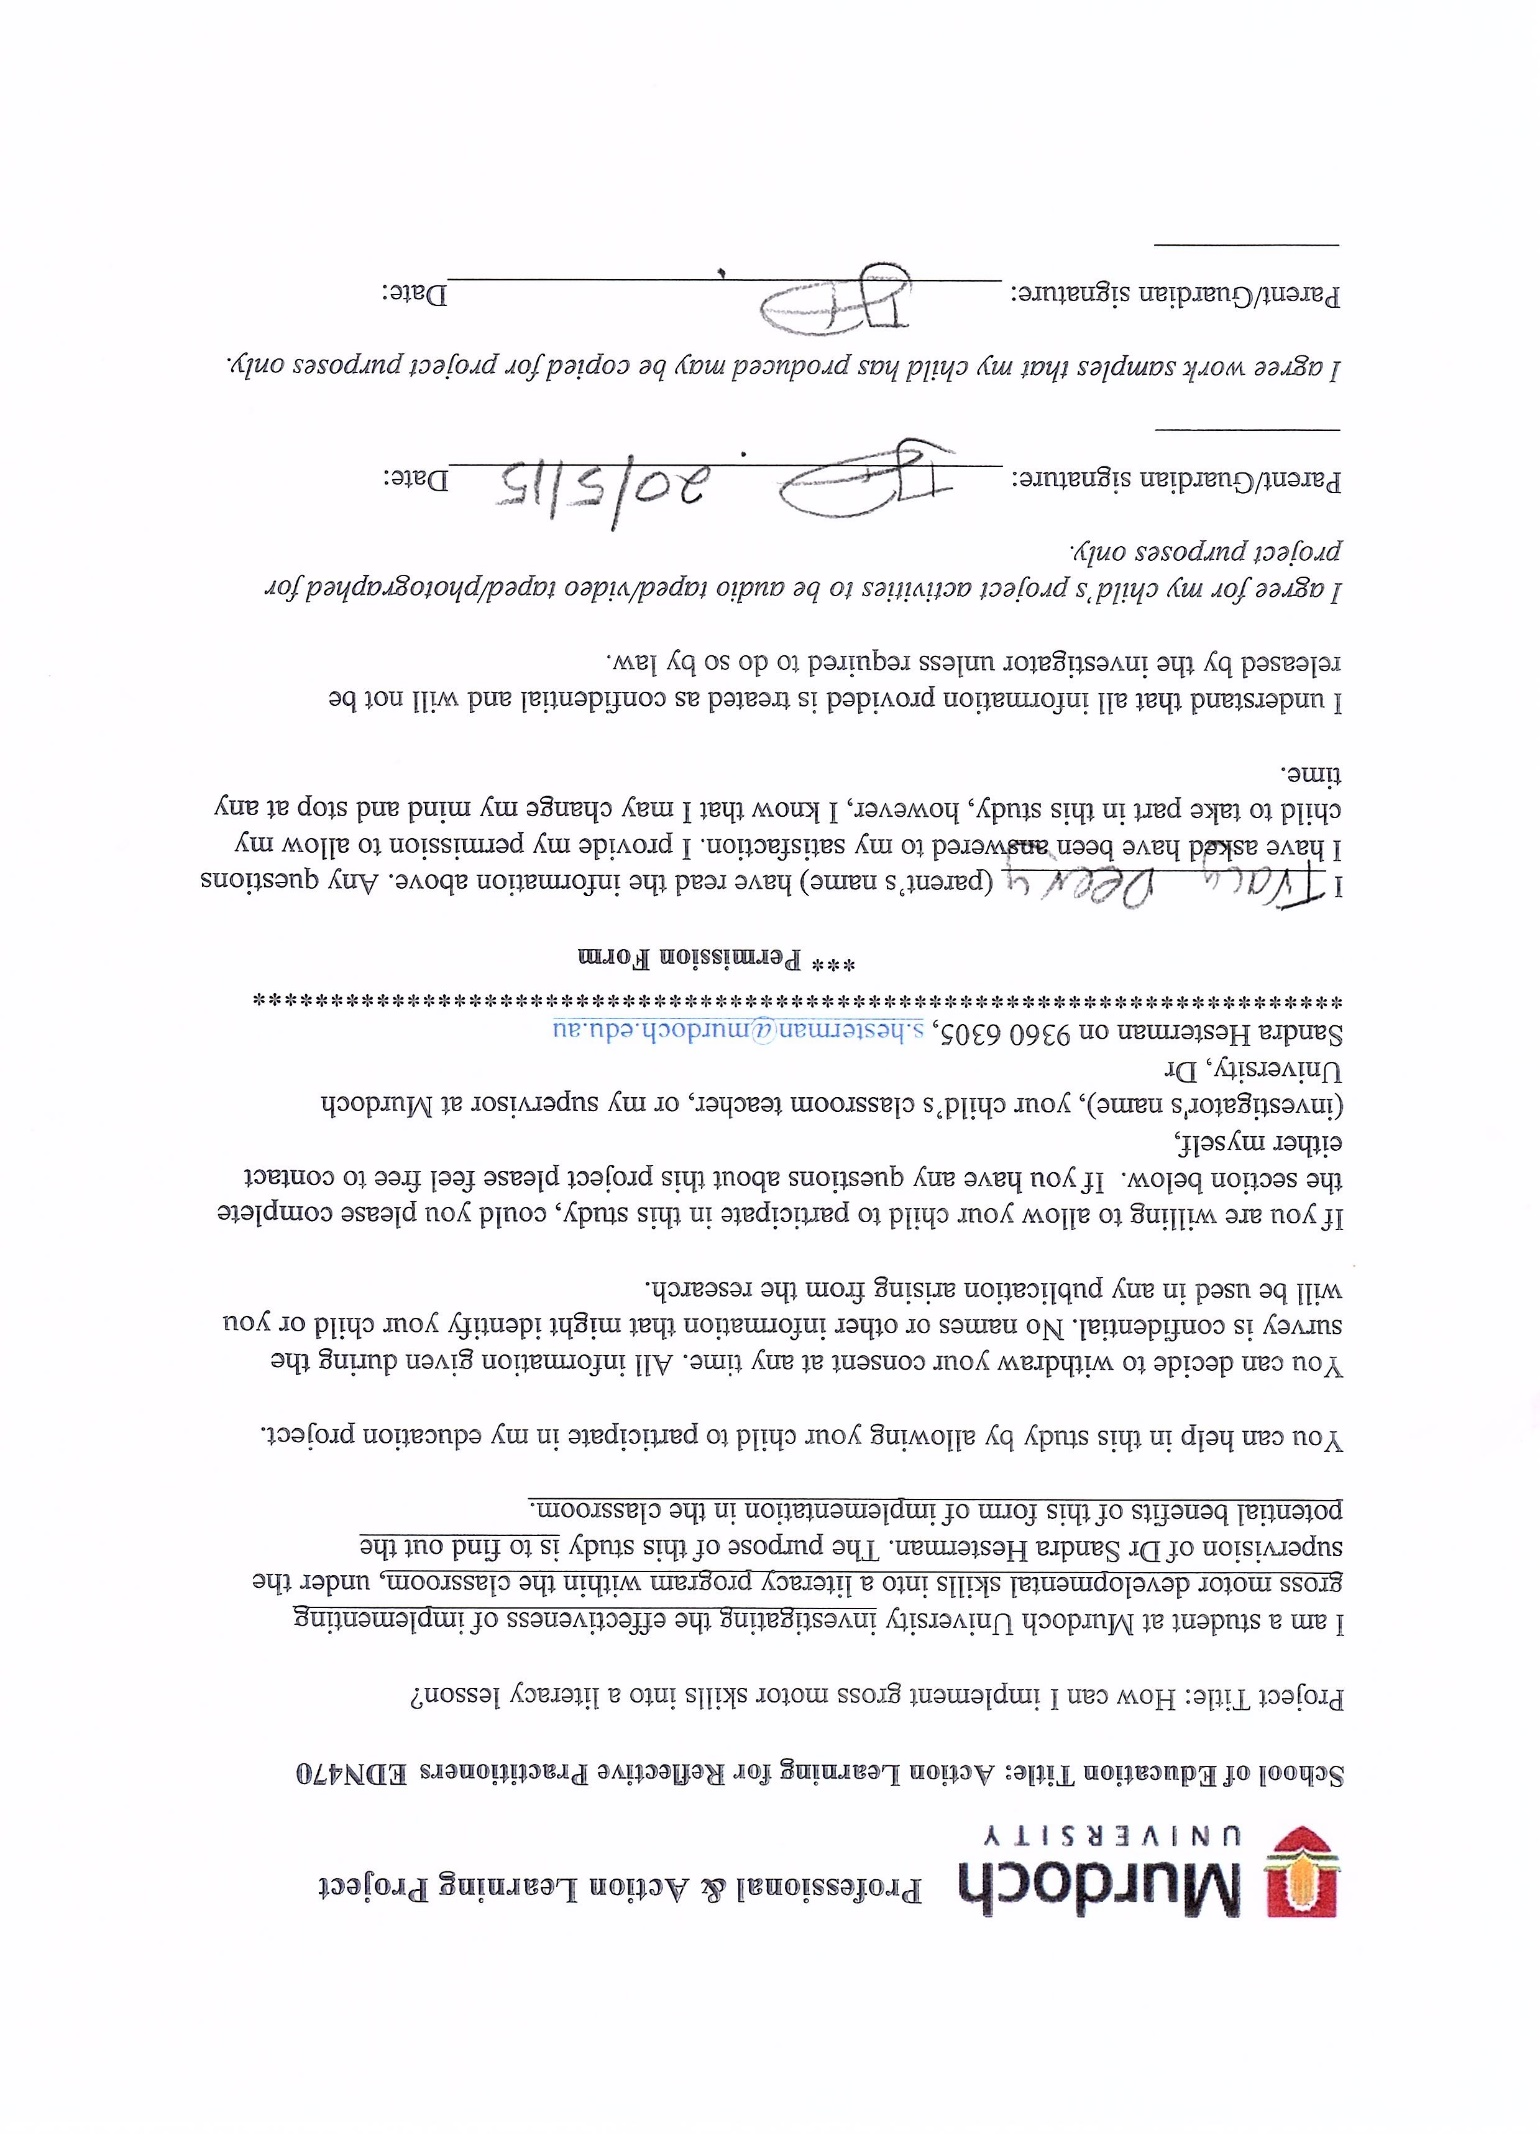 Murdoch
UNIVERSITY
Professional & Action Learning Project
School of Education Title: Action Learning for Reflective Practitioners EDN470
Project Title: How can I implement gross motor skills into a literacy lesson?
I am a student at Murdoch University investigating the effectiveness of implementing
gross motor developmental skills into a literacy program within the classroom, under the
supervision of Dr Sandra Hesterman. The purpose of this study is to find out the
potential benefits of this form of implementation in the classroom.
You can help in this study by allowing your child to participate in my education project.
You can decide to withdraw your consent at any time. All information given during the
survey is confidential. No names or other information that might identify your child or you
will be used in any publication arising from the research.
If you are willing to allow your child to participate in this study, could you please complete
the section below.  If you have any questions about this project please feel free to contact
either myself,
(investigator's name), your child's classroom teacher, or my supervisor at Murdoch
University, Dr
Sandra Hesterman on 9360 6305, s.hesterman@murdoch.edu.au
*************************************************************************
*** Permission Form
I Tracy (parent's name) have read the information above. Any questions
I have asked have been answered to my satisfaction. I provide my permission to allow my
child to take part in this study, however, I know that I may change my mind and stop at any
time.
I understand that all information provided is treated as confidential and will not be
released by the investigator unless required to do so by law.
I agree for my child's project activities to be audio taped/video taped/photographed for
project purposes only.
Parent/Guardian signature: 20/5/15 Date:
I agree work samples that my child has produced may be copied for project purposes only.
Parent/Guardian signature: Date: